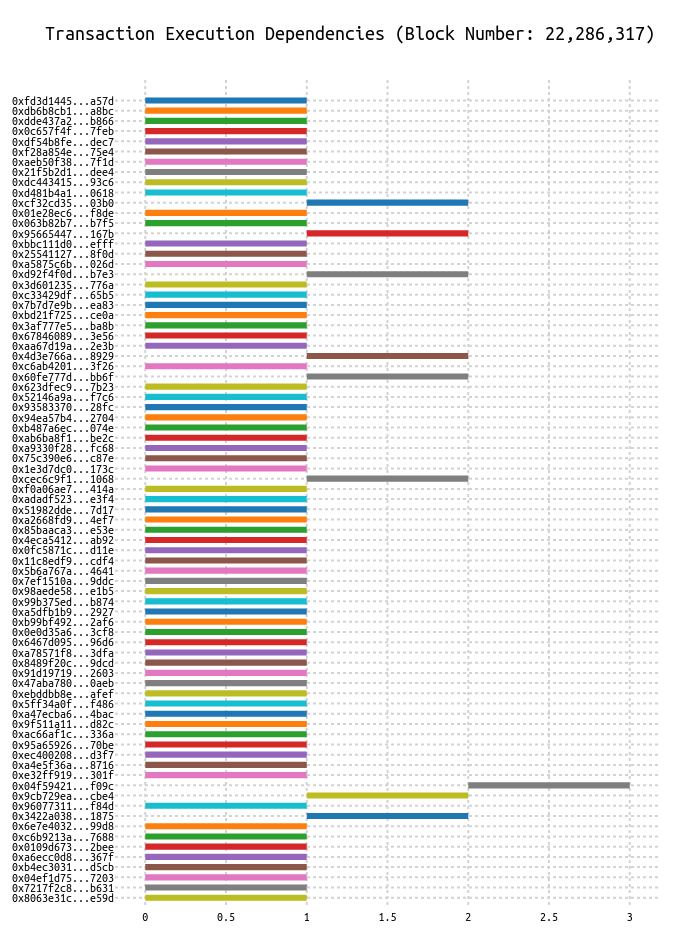 Transaction Execution Dependencies (Block Number: 22,286,317)
0xfd3d1445...a57d
0xdb6b8cb1...a8bc
0xdde437a2...b866
0x0c657f4f...7feb
0xdf54b8fe...dec7
0xf28a854e...75e4
0xaeb50f38...7f1d
0x21f5b2d1...dee4
0xdc443415...93c6
0xd481b4a1...0618
0xcf32cd35...03b0
0x01e28ec6...f8de
0x063b82b7...b7f5
0x95665447...167b
0xbbc111d0...efff
0x25541127...8f0d
0xa5875c6b...026d
0xd92f4f0d...b7e3
0x3d601235...776a
0xc33429df...65b5
0x7b7d7e9b...ea83
0xbd21f725...ce0a
0x3af777e5...ba8b
0x67846089...3e56
0xaa67d19a...2e3b
0x4d3e766a...8929
0xc6ab4201...3f26
0x60fe777d...bb6f
0x623dfec9...7b23
0x52146a9a...f7c6
0x93583370...28fc
0x94ea57b4...2704
0xb487a6ec...074e
0xab6ba8f1...be2c
0xa9330f28...fc68
0x75c390e6...c87e
0x1e3d7dc0...173c
0xcec6c9f1...1068
0xf0a06ae7...414a
0xadadf523...e3f4
0x51982dde...7d17
0xa2668fd9...4ef7
0x85baaca3...e53e
0x4eca5412...ab92
0x0fc5871c...d11e
0x11c8edf9...cdf4
0x5b6a767a...4641
0x7ef1510a...9ddc
0x98aede58...e1b5
0x99b375ed...b874
0xa5dfb1b9...2927
0xb99bf492...2af6
0x0e0d35a6...3cf8
0x6467d095...96d6
0xa78571f8...3dfa
0x8489f20c...9dcd
0x91d19719...2603
0x47aba780...0aeb
0xebddbb8e...afef
0x5ff34a0f...f486
0xa47ecba6...4bac
0x9f511a11...d82c
0xac66af1c...336a
0x95a65926...70be
0xec400208...d3f7
0xa4e5f36a...8716
0xe32ff919...301f
0x04f59421...f09c
0x9cb729ea...cbe4
0x96077311...f84d
0x3422a038...1875
0x6e7e4032...99d8
0xc6b9213a...7688
0x0109d673...2bee
0xa6ecc0d8...367f
0xb4ec3031...d5cb
0x04ef1d75...7203
0x7217f2c8...b631
0x8063e31c...e59d
0 0.5 1 1.5 2 2.5 3